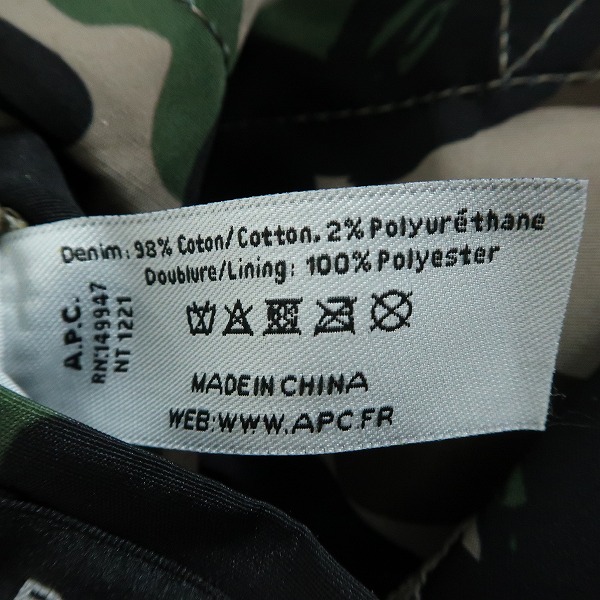 Denim: 98% Coton/Cotton. 2% Polyuréthane
Doublure/Lining: 100% Polyester
MADE IN CHINA
WEB:WWW.APC.FR
A.P.C.
RN:149947
NT 1221